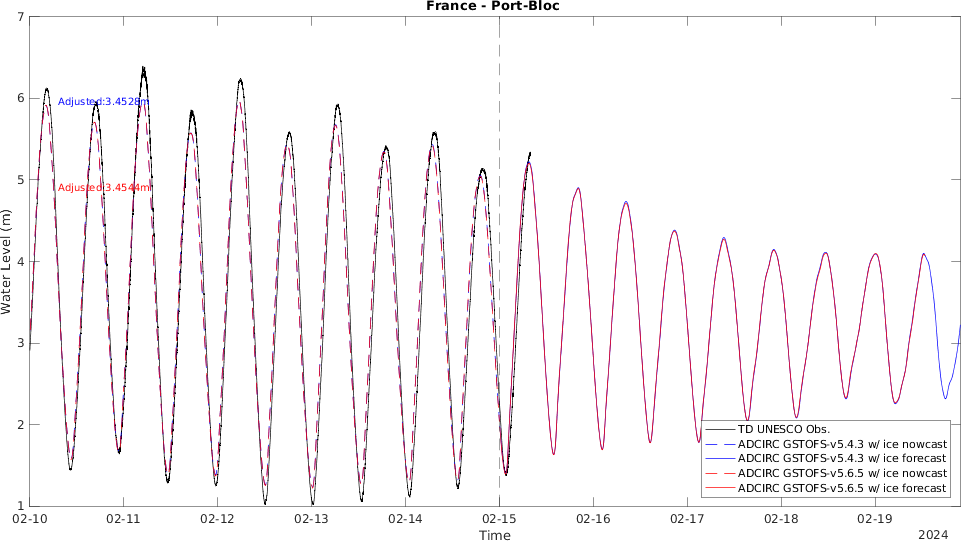 France - Port-Bloc
7
6
5
4
3
2
1
Water Level (m)
Adjusted:3.4528m
Adjusted:3.4544m
02-10 02-11 02-12 02-13 02-14 02-15 02-16 02-17 02-18 02-19
Time
2024
TD UNESCO Obs.
ADCIRC GSTOFS-v5.4.3 w/ ice nowcast
ADCIRC GSTOFS-v5.4.3 w/ ice forecast
ADCIRC GSTOFS-v5.6.5 w/ ice nowcast
ADCIRC GSTOFS-v5.6.5 w/ ice forecast